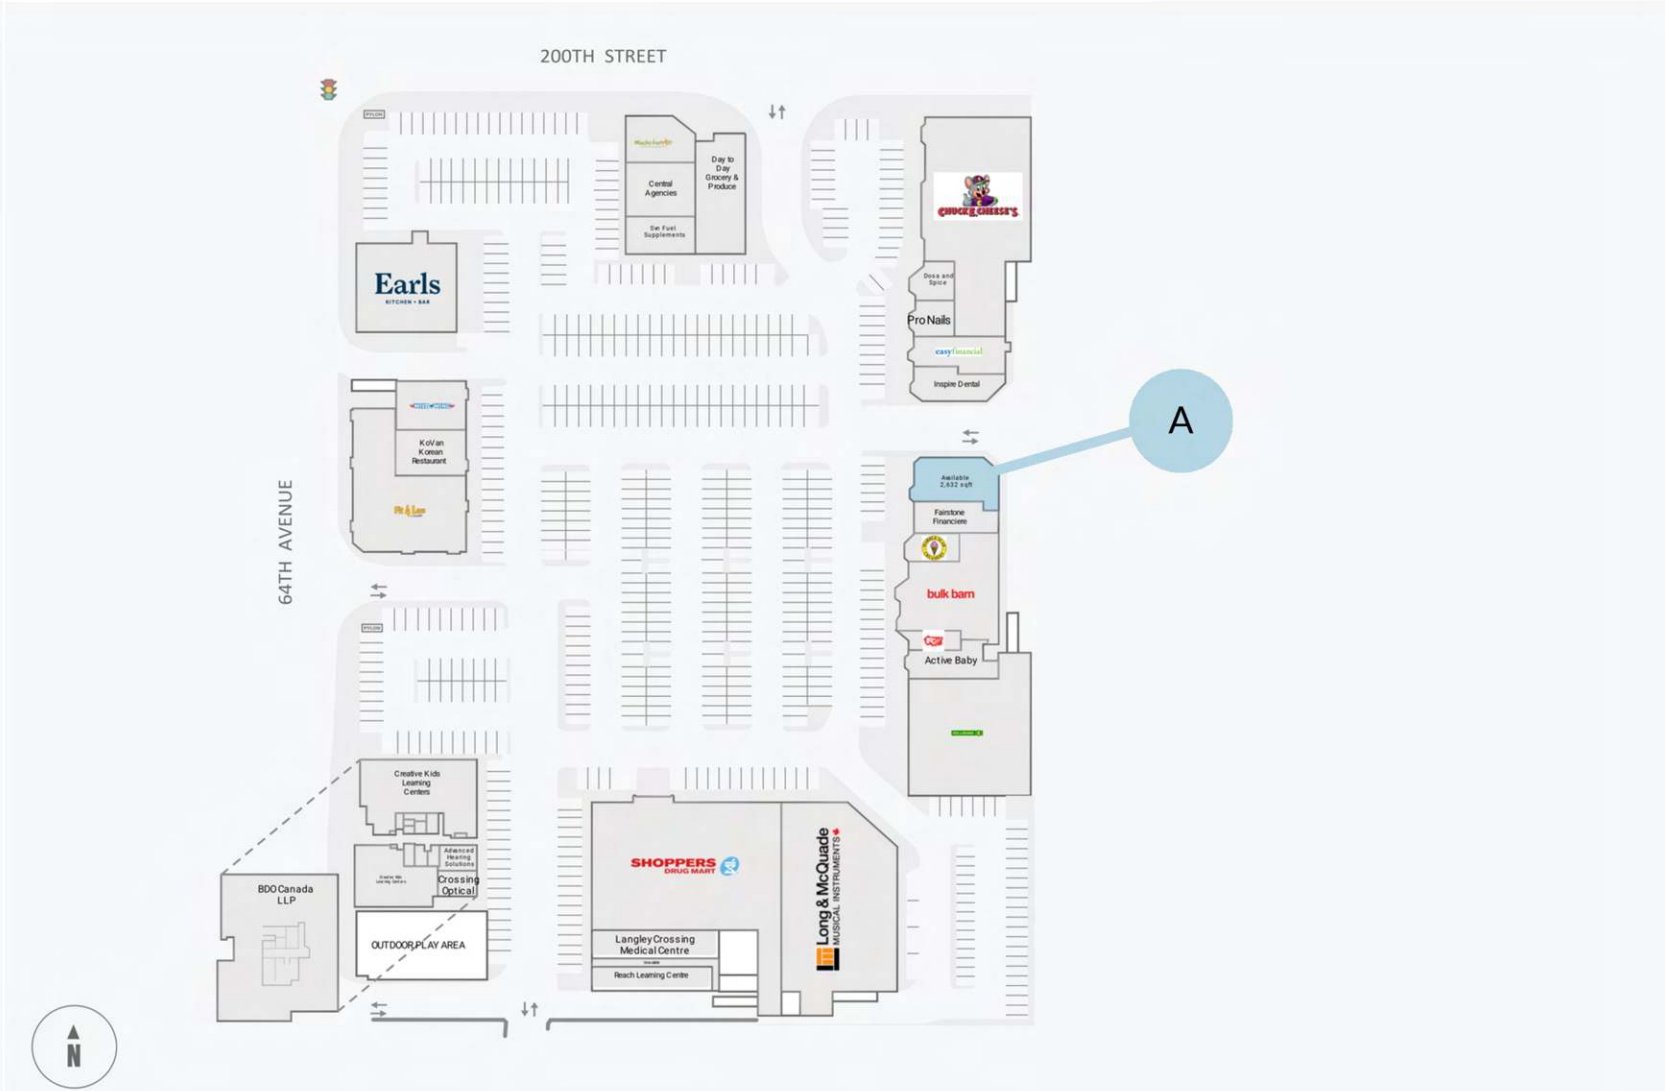 200TH STREET
PYLON
Central
Agencies
Day to
Day
Grocery &
Produce
Supplements
CHUCK E. CHEESE'S
Earls
KITCHEN + BAR
Dosa and
Spice
Pro Nails
easyfinancial
Inspire Dental
A
WILD WING
KoVan
Korean
Restaurant
Available
2,632 sqft
Fairstone
Financiere
64TH AVENUE
bulk barn
PYLON
Active Baby
Creative Kids
Learning
Centers
Advanced
Hearing
Solutions
Crossing
Optical
BDO Canada
LLP
OUTDOOR PLAY AREA
SHOPPERS
DRUG MART
Long & McQuade
MUSICAL INSTRUMENTS
Langley Crossing
Medical Centre
Reach Learning Centre
N